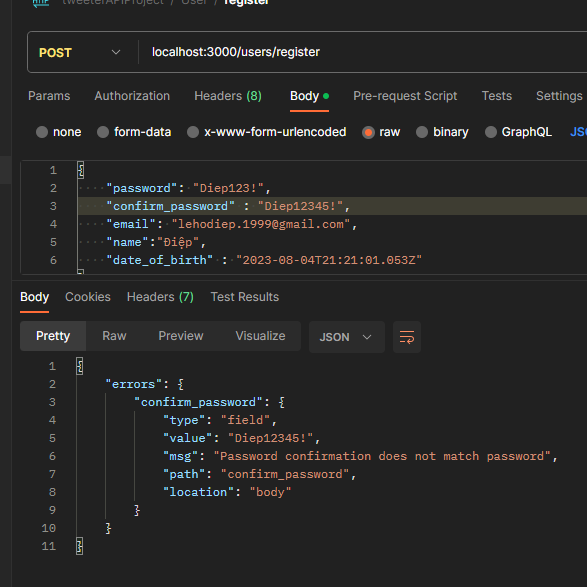 HTTP tweeterAPIProject / User / register
POST localhost:3000/users/register
Params Authorization Headers (8) Body Pre-request Script Tests Settings
none form-data x-www-form-urlencoded raw binary GraphQL JS
1 {
2 "password": "Diep123!",
3 "confirm_password" : "Diep12345!",
4 "email": "lehodiep.1999@gmail.com",
5 "name":"Điệp",
6 "date_of_birth" : "2023-08-04T21:21:01.053Z"
Body Cookies Headers (7) Test Results
Pretty Raw Preview Visualize JSON
1 {
2 "errors": {
3 "confirm_password": {
4 "type": "field",
5 "value": "Diep12345!",
6 "msg": "Password confirmation does not match password",
7 "path": "confirm_password",
8 "location": "body"
9 }
10 }
11 }